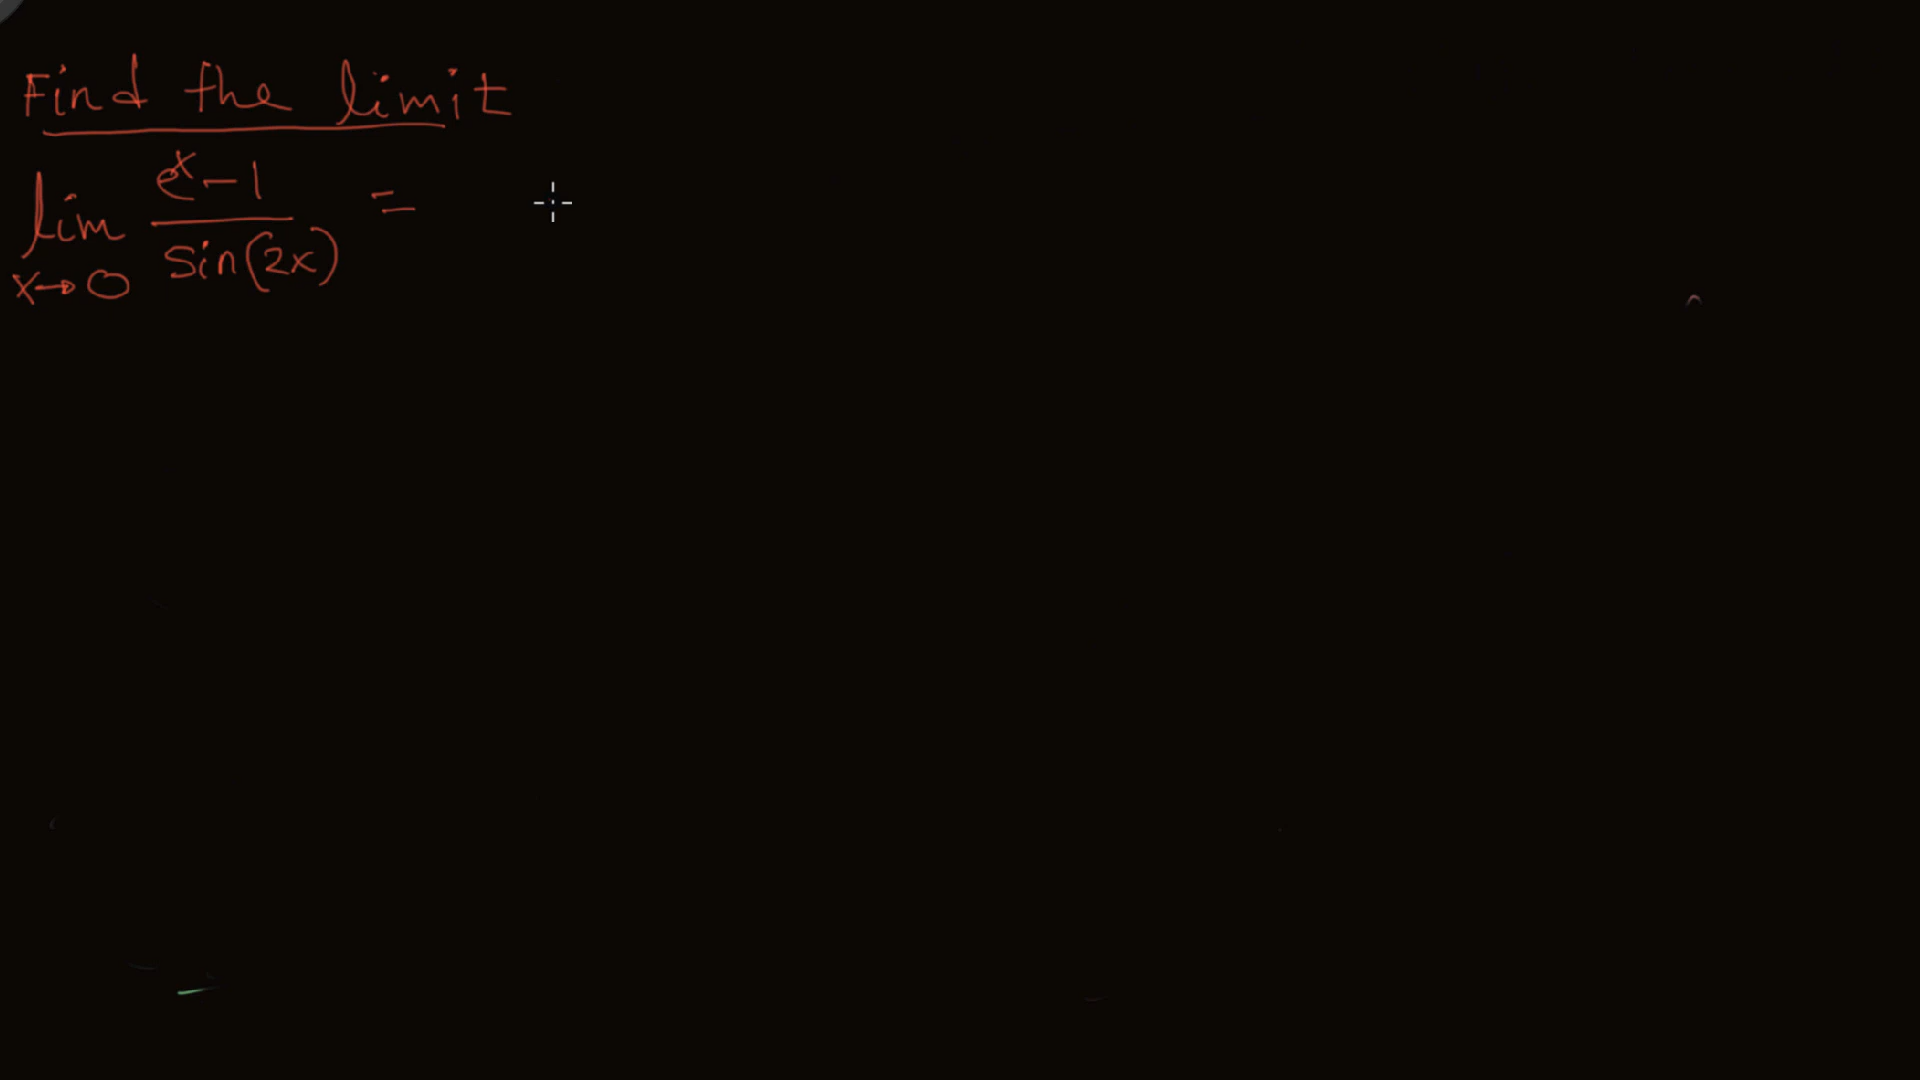 Find the limit
lim x→0 (e^x - 1) / sin(2x) =